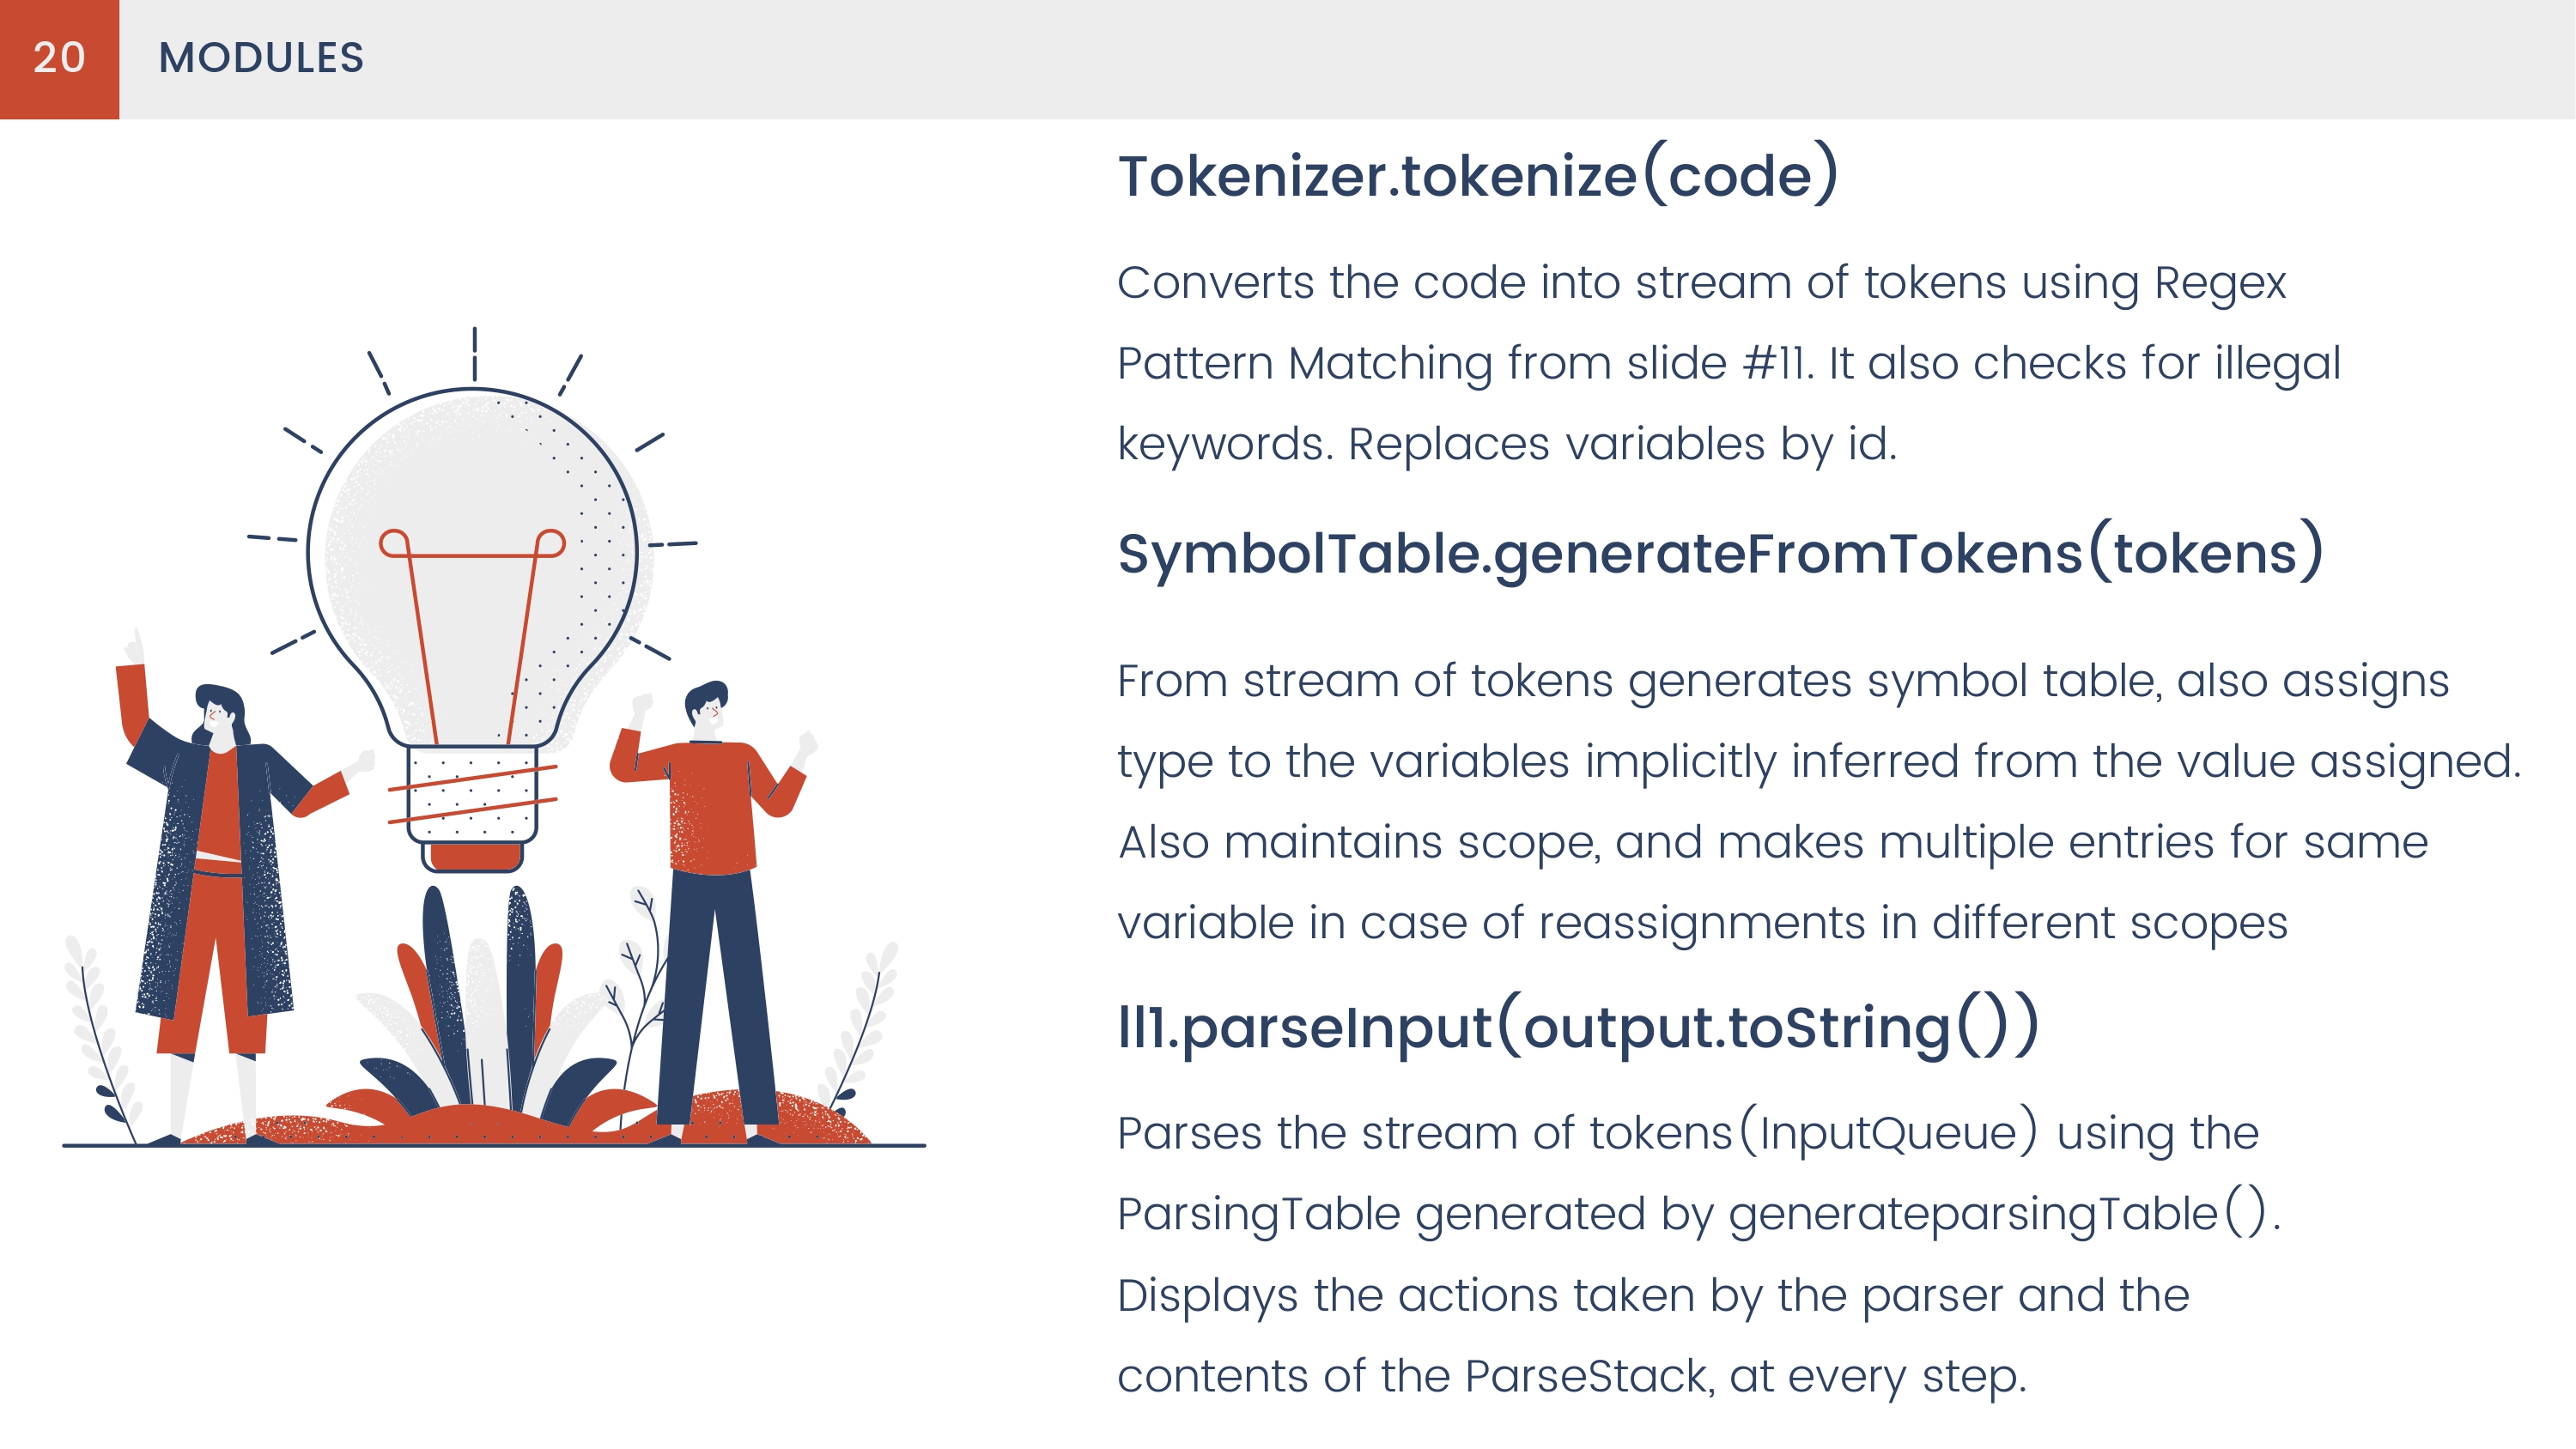 20
MODULES
Tokenizer.tokenize(code)
Converts the code into stream of tokens using Regex
Pattern Matching from slide #11. It also checks for illegal
keywords. Replaces variables by id.
SymbolTable.generateFromTokens(tokens)
From stream of tokens generates symbol table, also assigns
type to the variables implicitly inferred from the value assigned.
Also maintains scope, and makes multiple entries for same
variable in case of reassignments in different scopes
ll1.parseInput(output.toString())
Parses the stream of tokens(InputQueue) using the
ParsingTable generated by generateparsingTable().
Displays the actions taken by the parser and the
contents of the ParseStack, at every step.